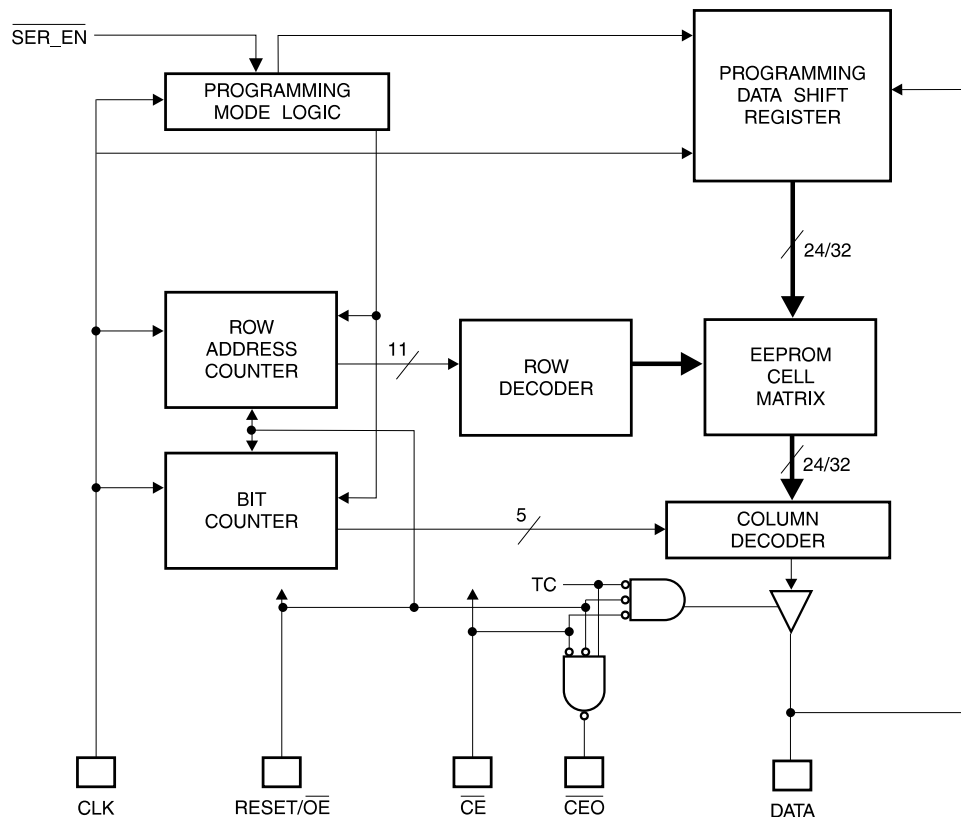 SER_EN
PROGRAMMING
MODE LOGIC
PROGRAMMING
DATA SHIFT
REGISTER
24/32
ROW
ADDRESS
COUNTER
11
ROW
DECODER
EEPROM
CELL
MATRIX
24/32
BIT
COUNTER
5
COLUMN
DECODER
TC
CLK
RESET/OE
CE
CEO
DATA